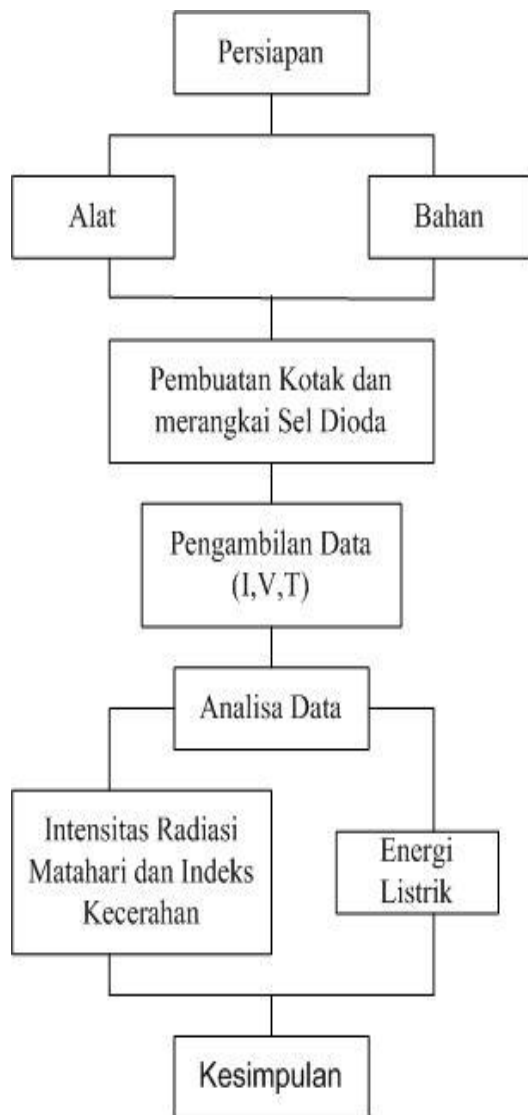 Persiapan
Alat
Bahan
Pembuatan Kotak dan
merangkai Sel Dioda
Pengambilan Data
(I,V,T)
Analisa Data
Intensitas Radiasi
Matahari dan Indeks
Kecerahan
Energi
Listrik
Kesimpulan